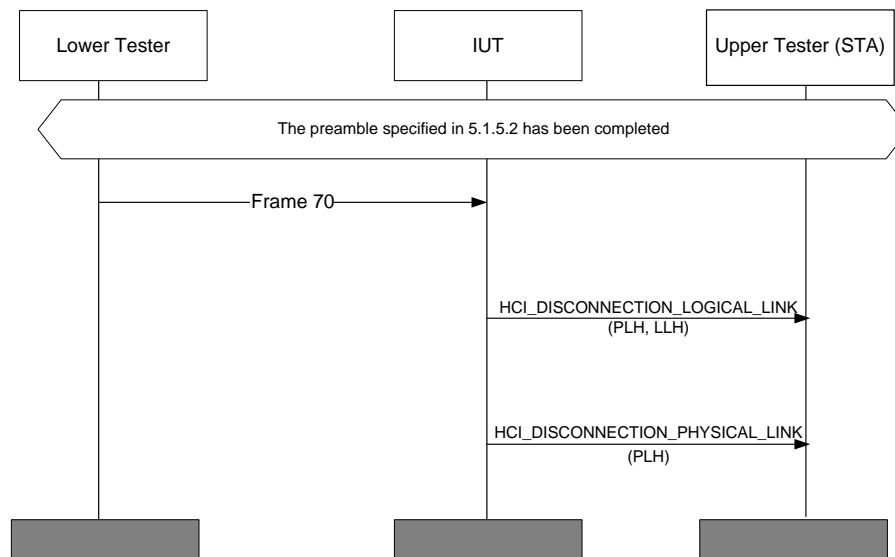 Lower Tester
IUT
Upper Tester (STA)
The preamble specified in 5.1.5.2 has been completed
Frame 70
HCI_DISCONNECTION_LOGICAL_LINK
(PLH, LLH)
HCI_DISCONNECTION_PHYSICAL_LINK
(PLH)